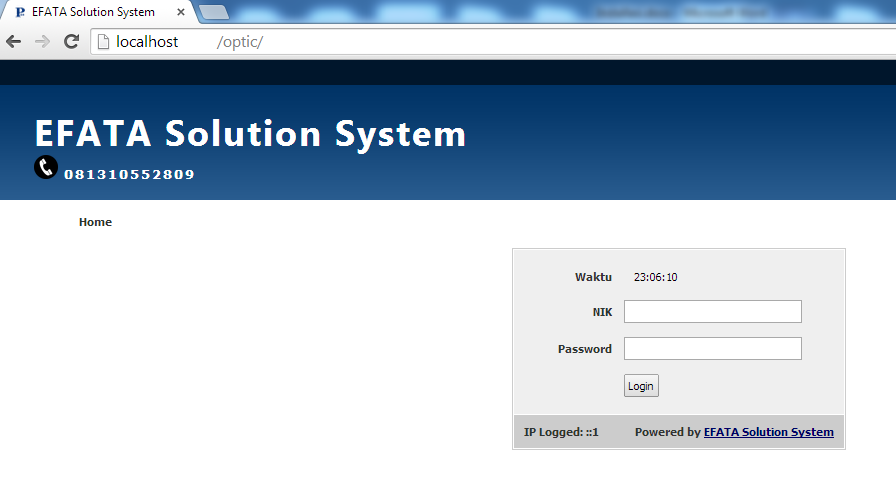 EFATA Solution System
localhost /optic/
EFATA Solution System
081310552809
Home
Waktu 23:06:10
NIK
Password
Login
IP Logged: ::1 Powered by EFATA Solution System